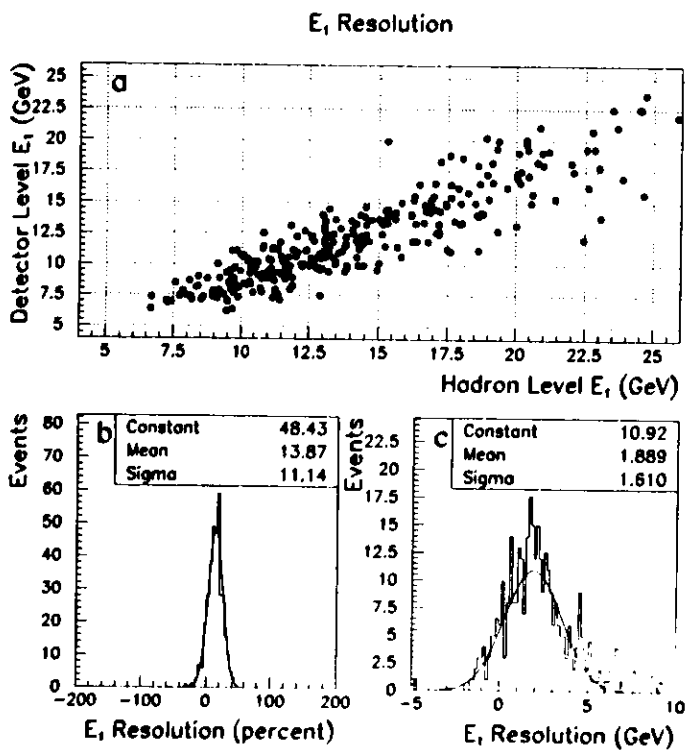 E₁ Resolution
a
Detector Level E₁ (GeV)
25
22.5
20
17.5
15
12.5
10
7.5
5
5
7.5
10
12.5
15
17.5
20
22.5
25
Hadron Level E₁ (GeV)
b
Events
80
70
60
50
40
30
20
10
0
Constant 48.43
Mean 13.87
Sigma 11.14
-200
-100
0
100
200
E₁ Resolution (percent)
c
Events
22.5
20
17.5
15
12.5
10
7.5
5
2.5
0
Constant 10.92
Mean 1.889
Sigma 1.610
-5
0
5
10
E₁ Resolution (GeV)